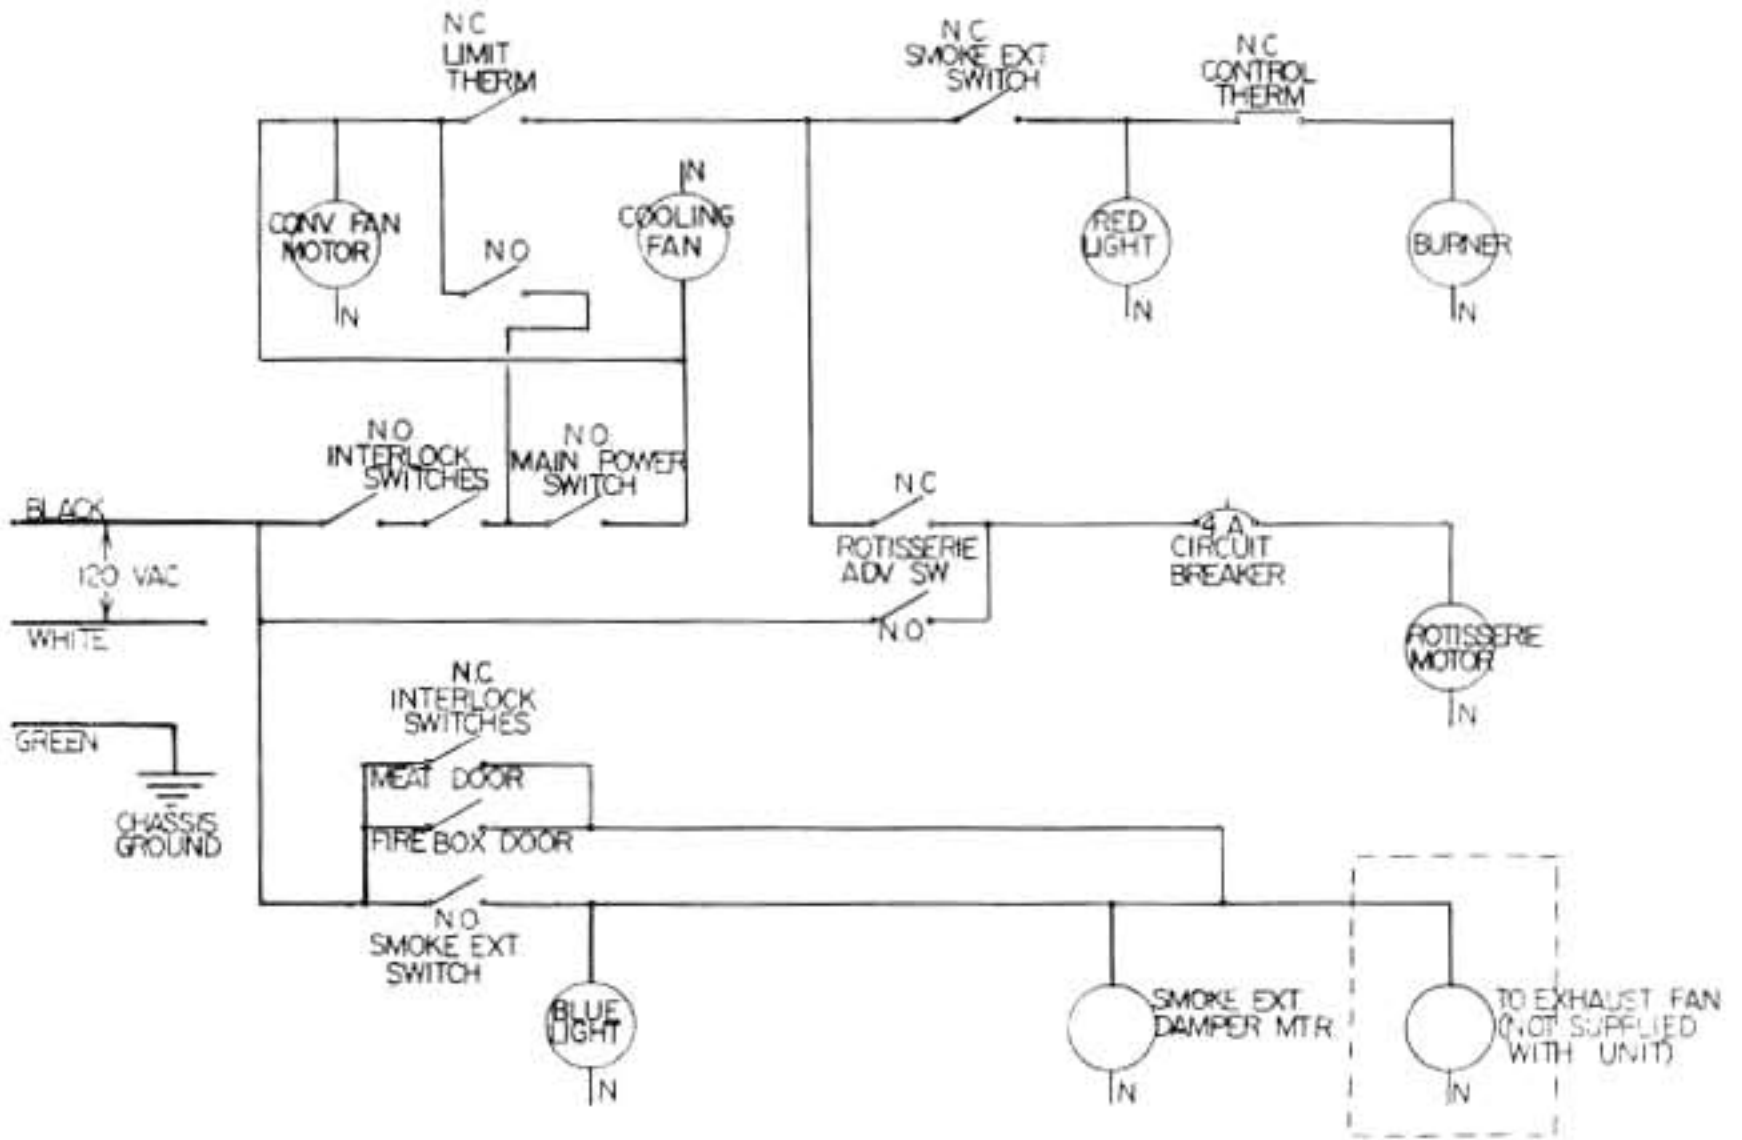 N C
LIMIT
THERM
N C
SMOKE EXT
SWITCH
N C
CONTROL
THERM
CONV FAN
MOTOR
N
N O
N
COOLING
FAN
RED
LIGHT
N
BURNER
N
N.O
INTERLOCK
SWITCHES
N O
MAIN POWER
SWITCH
BLACK
120 VAC
WHITE
GREEN
CHASSIS
GROUND
N C
ROTISSERIE
ADV SW
N O
4 A
CIRCUIT
BREAKER
ROTISSERIE
MOTOR
N
N.C
INTERLOCK
SWITCHES
MEAT DOOR
FIRE BOX DOOR
N.O.
SMOKE EXT
SWITCH
BLUE
LIGHT
N
SMOKE EXT
DAMPER MTR
N
TO EXHAUST FAN
(NOT SUPPLIED
WITH UNIT)
N